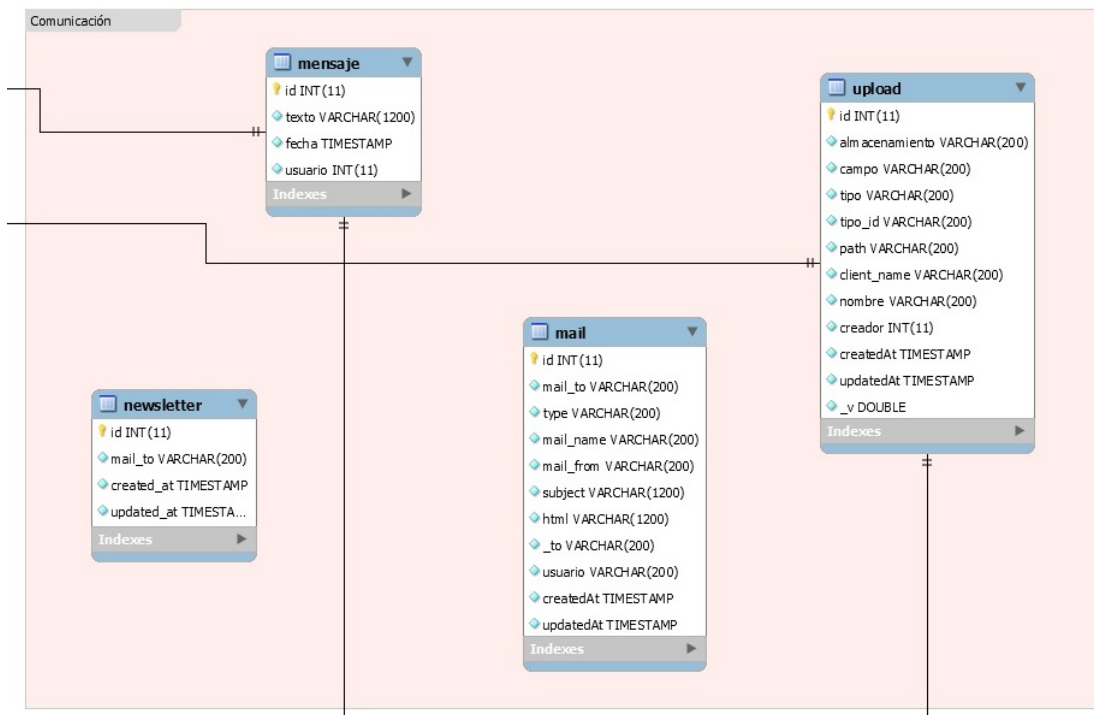 Comunicación
mensaje
id INT(11)
texto VARCHAR(1200)
fecha TIMESTAMP
usuario INT(11)
Indexes
upload
id INT(11)
almacenamiento VARCHAR(200)
campo VARCHAR(200)
tipo VARCHAR(200)
tipo_id VARCHAR(200)
path VARCHAR(200)
client_name VARCHAR(200)
nombre VARCHAR(200)
creador INT(11)
createdAt TIMESTAMP
updatedAt TIMESTAMP
_v DOUBLE
Indexes
mail
id INT(11)
mail_to VARCHAR(200)
type VARCHAR(200)
mail_name VARCHAR(200)
mail_from VARCHAR(200)
subject VARCHAR(1200)
html VARCHAR(1200)
_to VARCHAR(200)
usuario VARCHAR(200)
createdAt TIMESTAMP
updatedAt TIMESTAMP
Indexes
newsletter
id INT(11)
mail_to VARCHAR(200)
created_at TIMESTAMP
updated_at TIMESTA...
Indexes